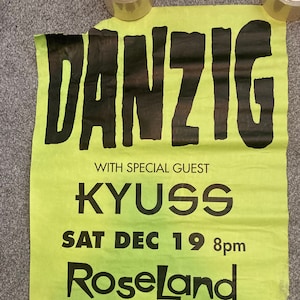 DANZIG
WITH SPECIAL GUEST
KYUSS
SAT DEC 19 8pm
RoseLand